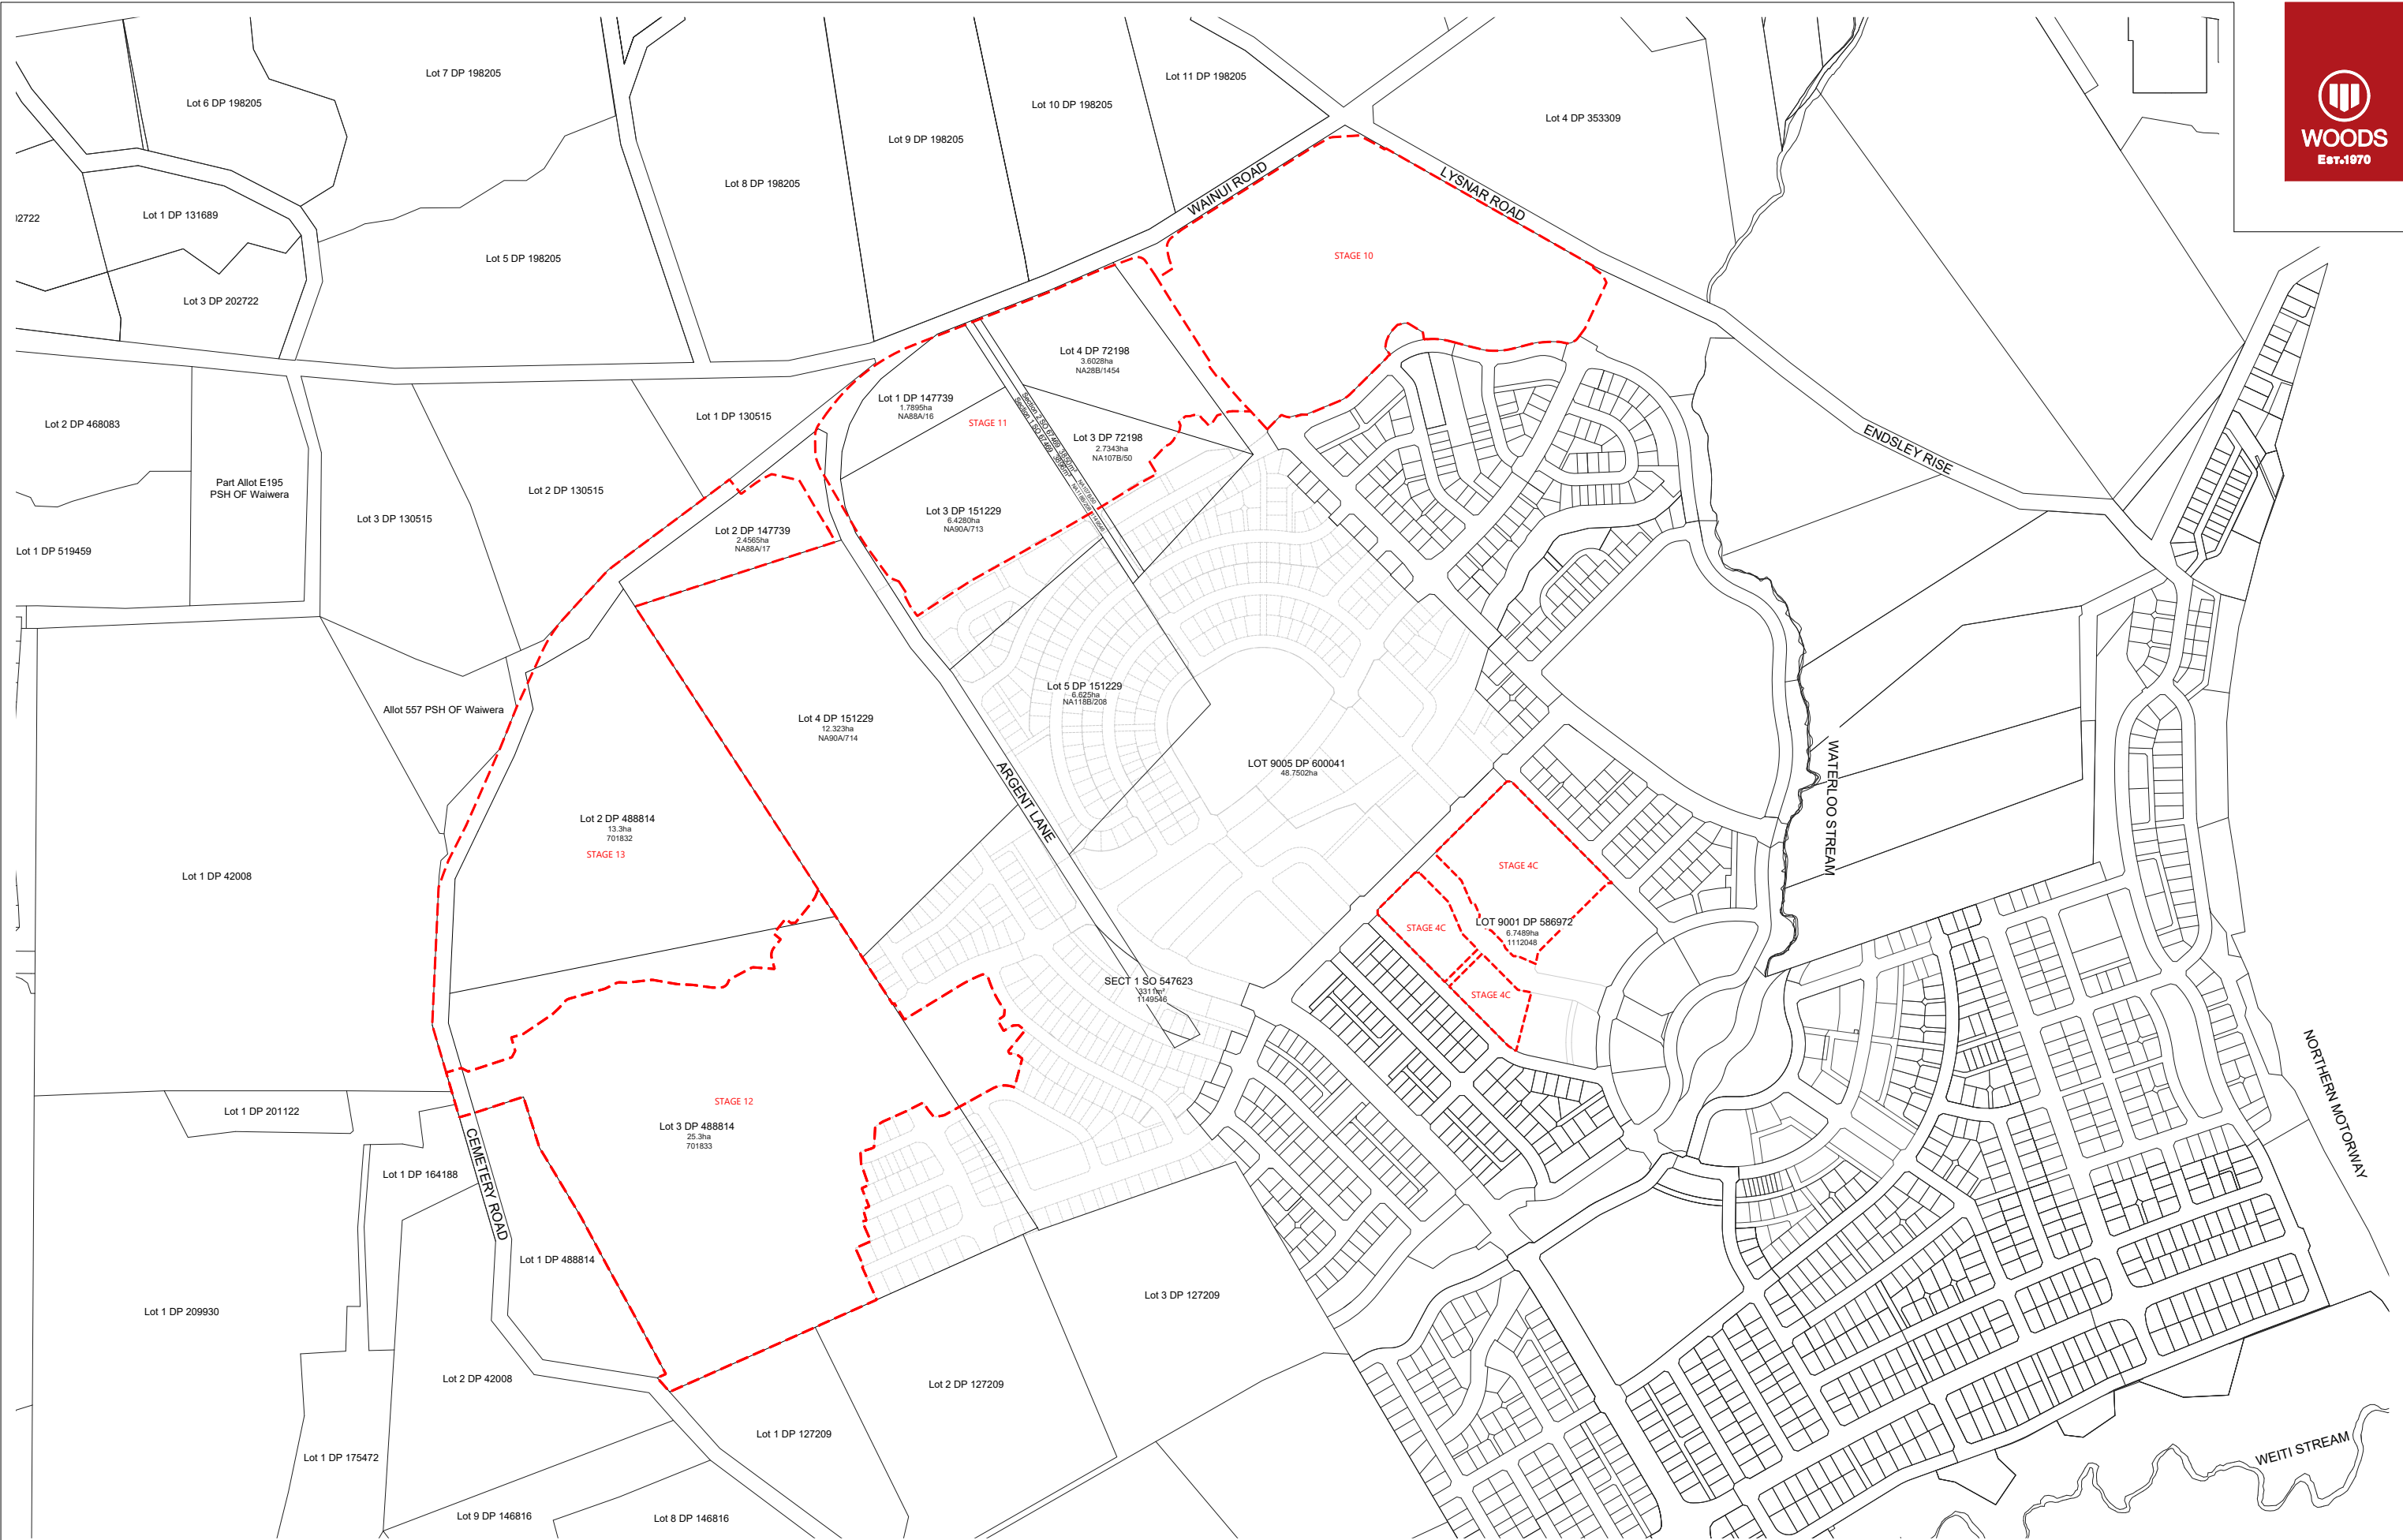 WOODS
EST.1970
Lot 7 DP 198205
Lot 6 DP 198205
Lot 11 DP 198205
Lot 10 DP 198205
Lot 4 DP 353309
Lot 9 DP 198205
Lot 8 DP 198205
WAINUI ROAD
LYSNAR ROAD
Lot 1 DP 131689
Lot 5 DP 198205
STAGE 10
Lot 3 DP 202722
Lot 4 DP 72198
3.6028ha
NA28B/1454
Lot 1 DP 147739
1.7895ha
NA88A/16
Lot 1 DP 130515
Lot 2 DP 468083
STAGE 11
Section 2 SO 67469
Section 1 SO 67469
Lot 3 DP 72198
2.7343ha
NA107B/50
ENDSLEY RISE
Part Allot E195
PSH OF Waiwera
Lot 2 DP 130515
Lot 3 DP 130515
Lot 3 DP 151229
6.4280ha
NA90A/713
Lot 2 DP 147739
2.4565ha
NA88A/17
Lot 1 DP 519459
Allot 557 PSH OF Waiwera
Lot 5 DP 151229
6.625ha
NA118B/208
Lot 4 DP 151229
12.323ha
NA90A/714
LOT 9005 DP 600041
48.7502ha
ARGENT LANE
WATERLOO STREAM
Lot 2 DP 488814
13.3ha
701832
STAGE 13
Lot 1 DP 42008
STAGE 4C
STAGE 4C
LOT 9001 DP 586972
6.7489ha
1112048
SECT 1 SO 547623
3311m²
1149546
STAGE 4C
NORTHERN MOTORWAY
Lot 1 DP 201122
STAGE 12
Lot 3 DP 488814
25.3ha
701833
CEMETERY ROAD
Lot 1 DP 164188
Lot 1 DP 488814
Lot 3 DP 127209
Lot 1 DP 209930
Lot 2 DP 42008
Lot 2 DP 127209
Lot 1 DP 127209
Lot 1 DP 175472
WEITI STREAM
Lot 9 DP 146816
Lot 8 DP 146816